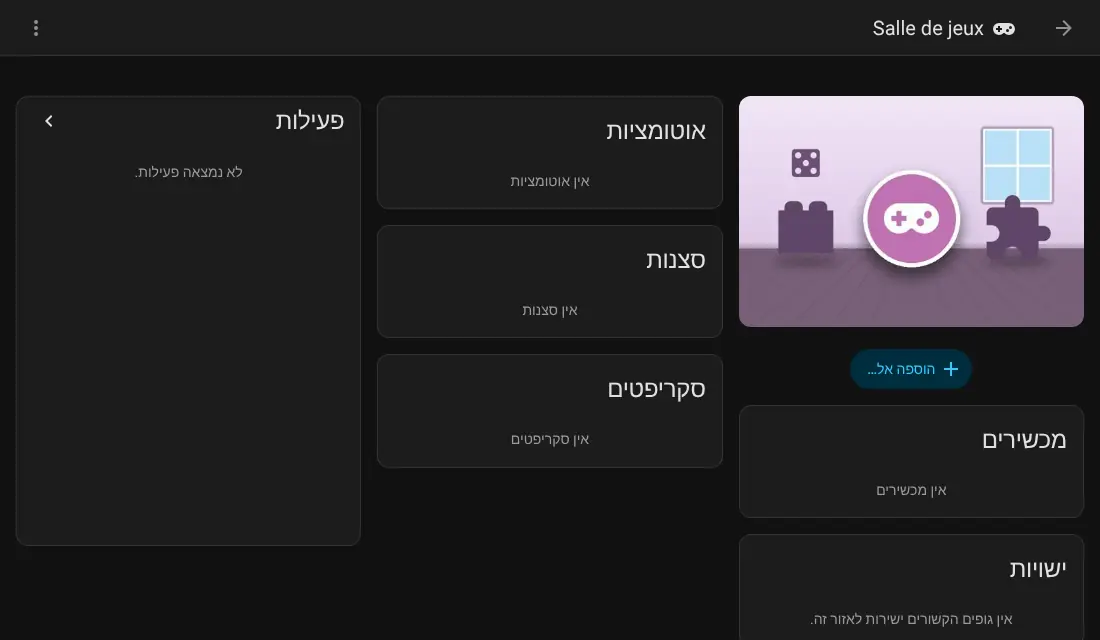 Salle de jeux
הוספה אל...
מכשירים
אין מכשירים
ישויות
אין גופים הקשורים ישירות לאזור זה.
אוטומציות
אין אוטומציות
סצנות
אין סצנות
סקריפטים
אין סקריפטים
פעילות
לא נמצאה פעילות.